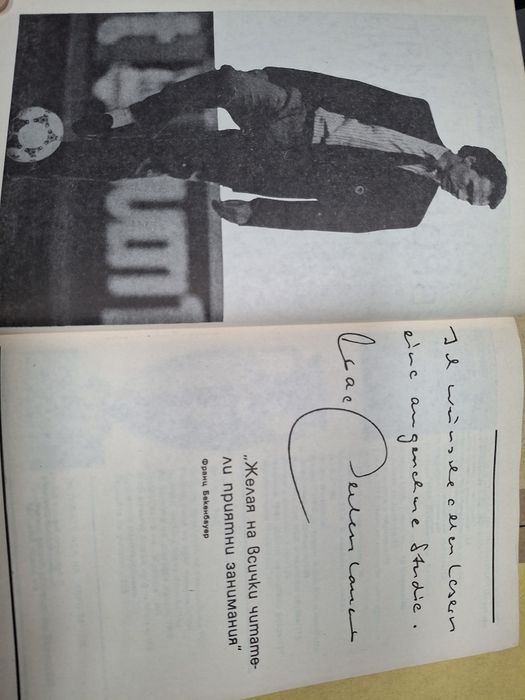 Ich wünsche allen Lesern
eine angenehme Studie.
„Желая на всички читате-
ли приятни занимания“
Франц Бекенбауер